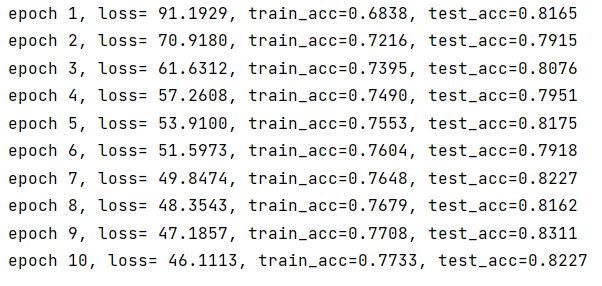 epoch 1, loss= 91.1929, train_acc=0.6838, test_acc=0.8165
epoch 2, loss= 70.9180, train_acc=0.7216, test_acc=0.7915
epoch 3, loss= 61.6312, train_acc=0.7395, test_acc=0.8076
epoch 4, loss= 57.2608, train_acc=0.7490, test_acc=0.7951
epoch 5, loss= 53.9100, train_acc=0.7553, test_acc=0.8175
epoch 6, loss= 51.5973, train_acc=0.7604, test_acc=0.7918
epoch 7, loss= 49.8474, train_acc=0.7648, test_acc=0.8227
epoch 8, loss= 48.3543, train_acc=0.7679, test_acc=0.8162
epoch 9, loss= 47.1857, train_acc=0.7708, test_acc=0.8311
epoch 10, loss= 46.1113, train_acc=0.7733, test_acc=0.8227